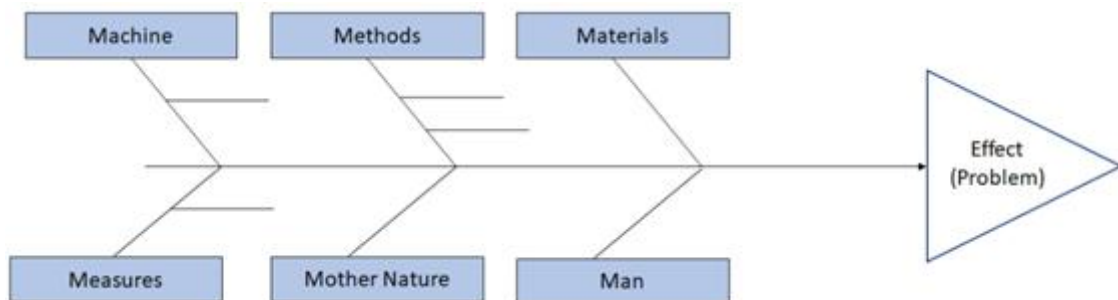 Machine
Methods
Materials
Effect
(Problem)
Measures
Mother Nature
Man